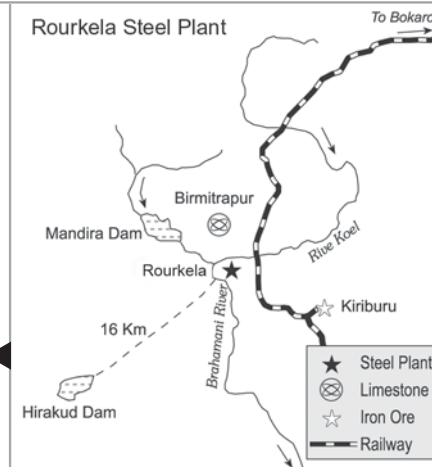 Rourkela Steel Plant
To Bokaro
Birmitrapur
Mandira Dam
Rive Koel
Rourkela
Kiriburu
16 Km
Brahamani River
Hirakud Dam
Steel Plant
Limestone
Iron Ore
Railway